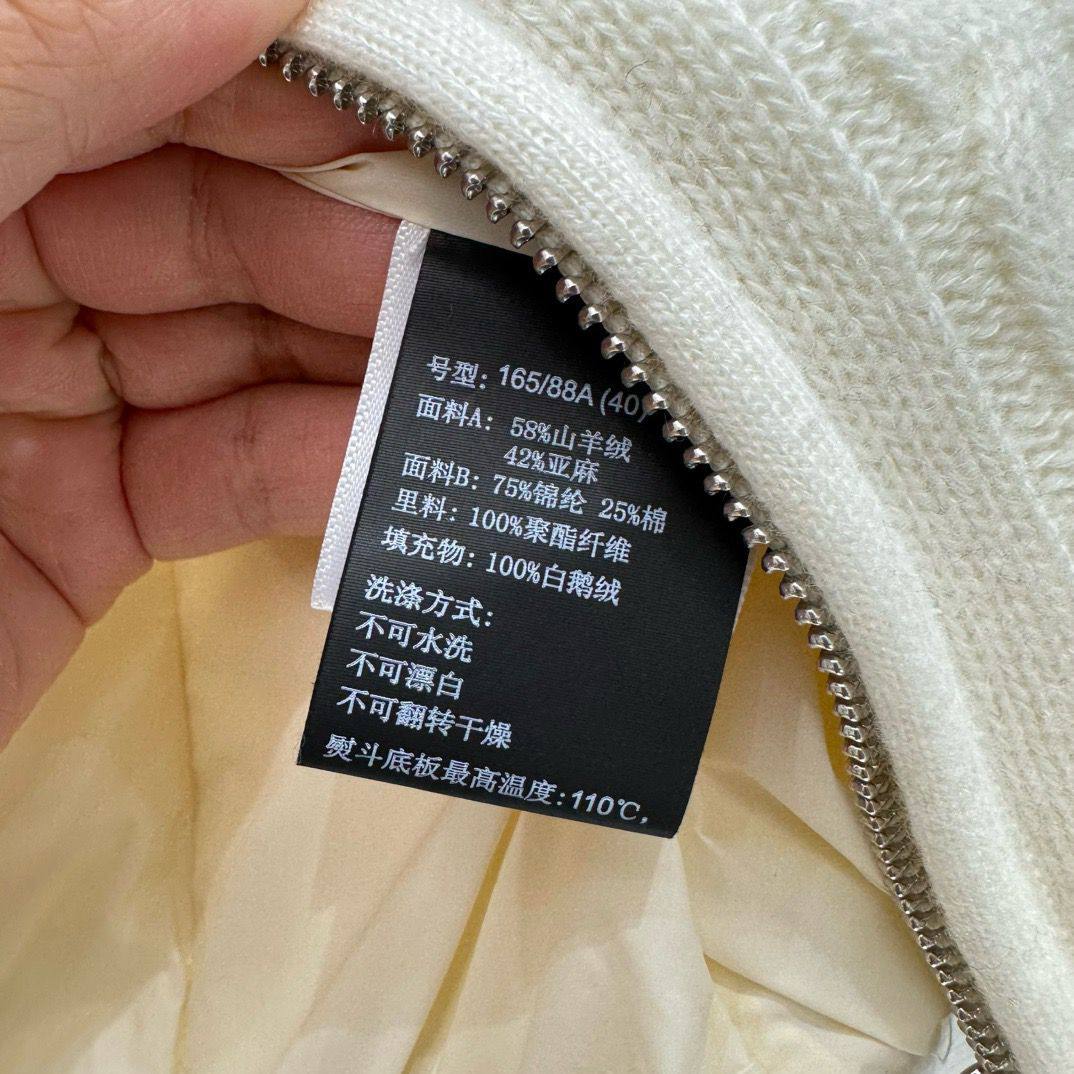 号型: 165/88A (40)
面料A: 58%山羊绒
42%亚麻
面料B: 75%锦纶 25%棉
里料: 100%聚酯纤维
填充物: 100%白鹅绒
洗涤方式:
不可水洗
不可漂白
不可翻转干燥
熨斗底板最高温度:110℃,